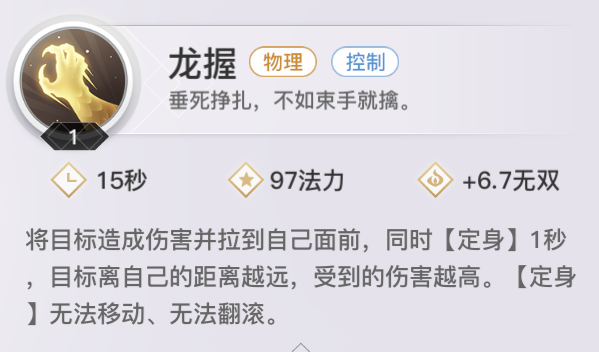 龙握 物理 控制
垂死挣扎，不如束手就擒。
1
15秒 97法力 +6.7无双
将目标造成伤害并拉到自己面前，同时【定身】1秒
，目标离自己的距离越远，受到的伤害越高。【定身
】无法移动、无法翻滚。